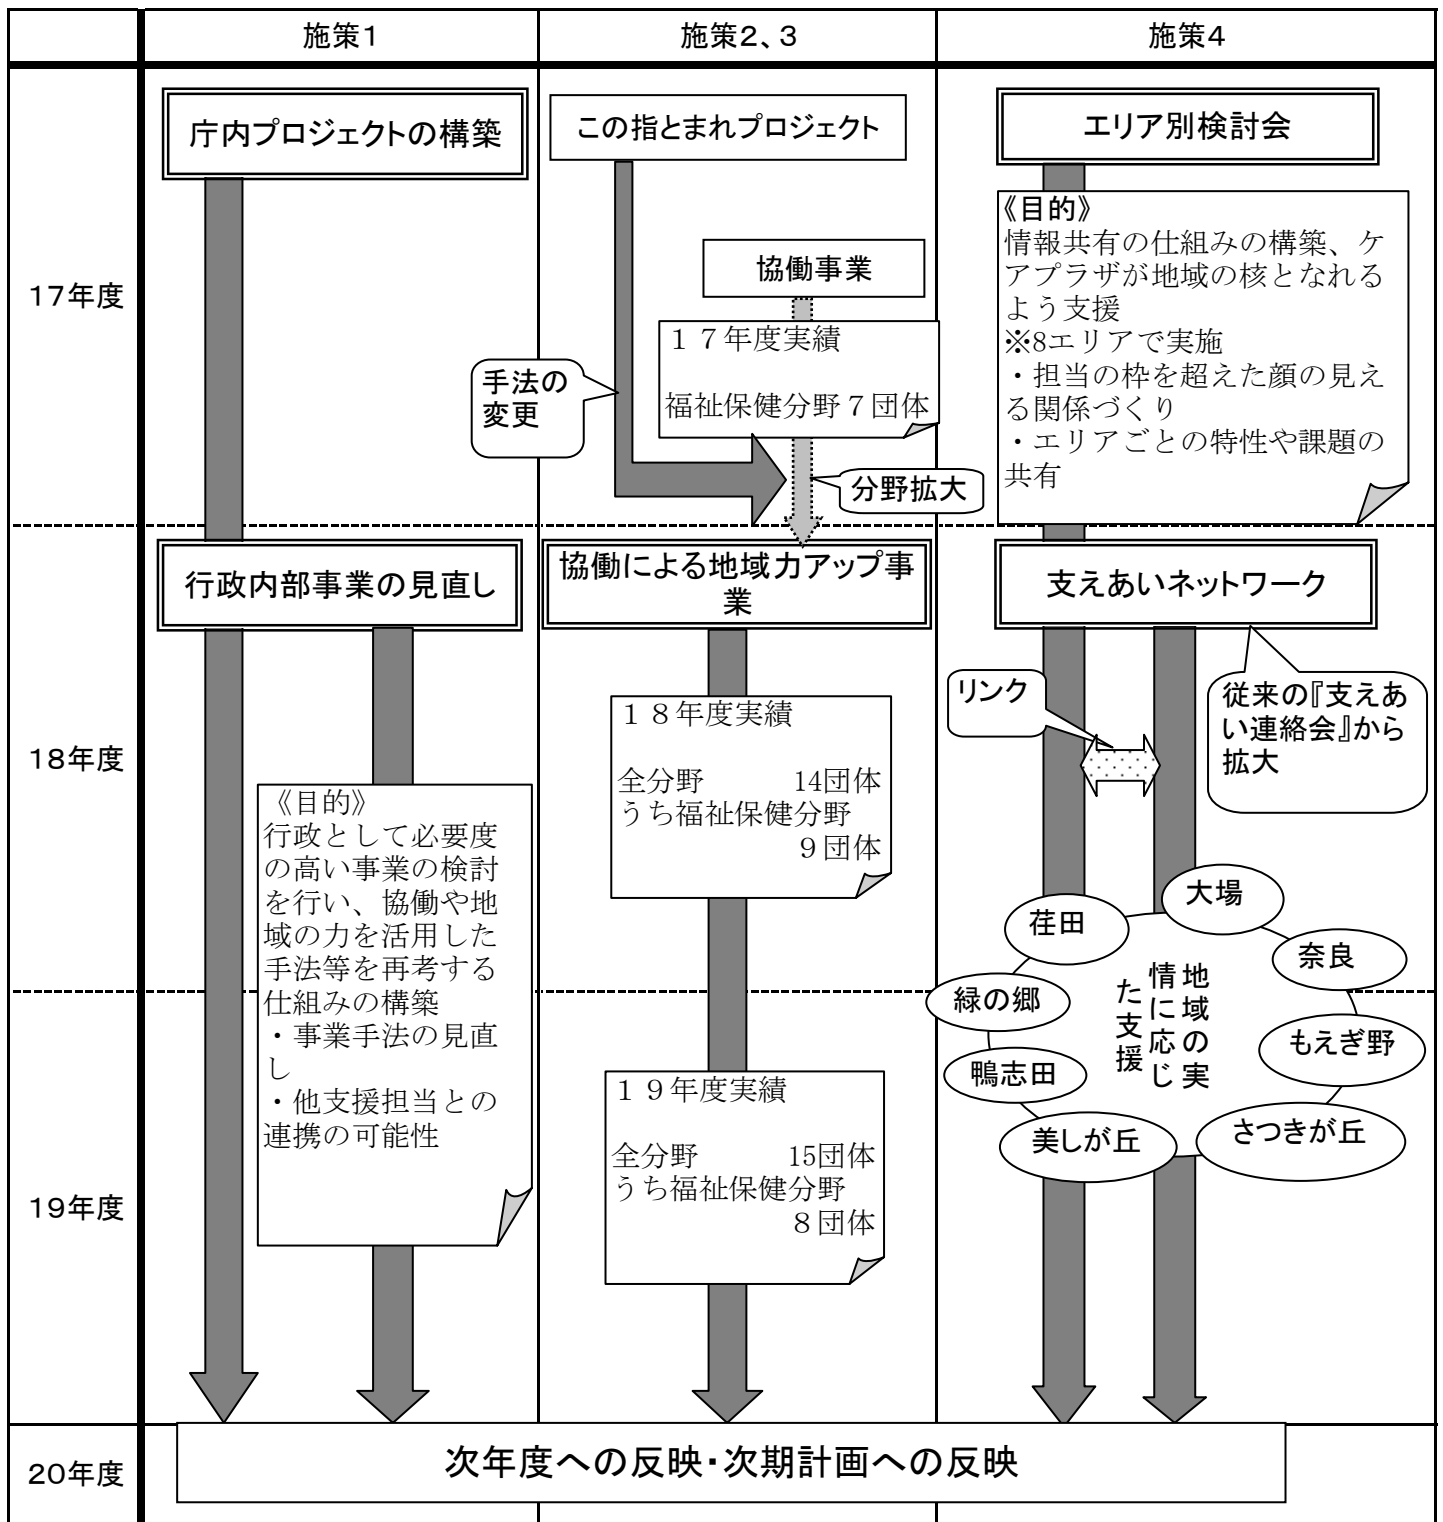 施策1
施策2、3
施策4
17年度
庁内プロジェクトの構築
この指とまれプロジェクト
エリア別検討会
協働事業
１７年度実績
福祉保健分野７団体
手法の
変更
分野拡大
《目的》
情報共有の仕組みの構築、ケ
アプラザが地域の核となれる
よう支援
※8エリアで実施
・担当の枠を超えた顔の見え
る関係づくり
・エリアごとの特性や課題の
共有
18年度
行政内部事業の見直し
協働による地域力アップ事
業
支えあいネットワーク
《目的》
行政として必要度
の高い事業の検討
を行い、協働や地
域の力を活用した
手法等を再考する
仕組みの構築
・事業手法の見直
し
・他支援担当との
連携の可能性
１８年度実績
全分野 14団体
うち福祉保健分野
９団体
リンク
従来の『支えあ
い連絡会』から
拡大
荏田
大場
奈良
緑の郷
もえぎ野
鴨志田
さつきが丘
美しが丘
地域の実
情に応じ
た支援
19年度
１９年度実績
全分野 15団体
うち福祉保健分野
８団体
20年度
次年度への反映・次期計画への反映